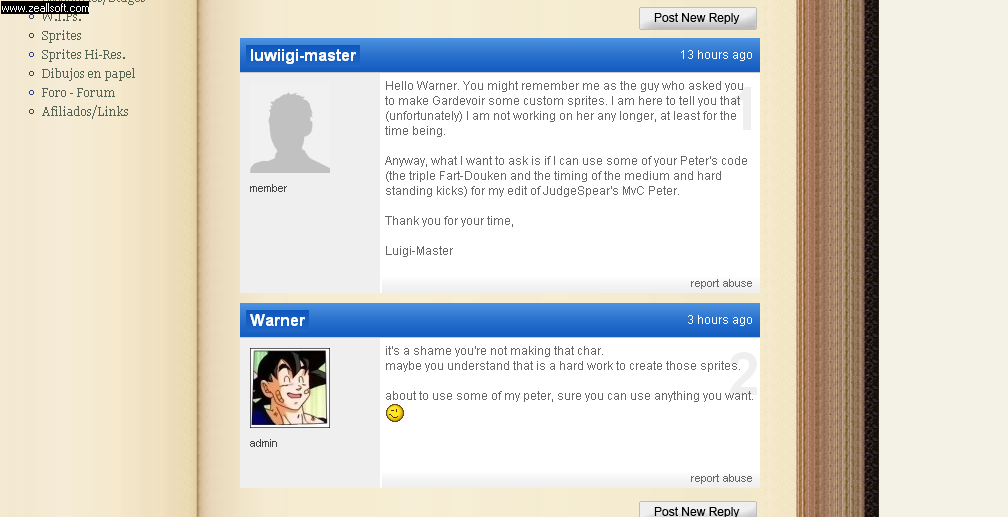 www.zeallsoft.com
W.I.Ps.
Sprites
Sprites Hi-Res.
Dibujos en papel
Foro - Forum
Afiliados/Links
Post New Reply
luwiigi-master
13 hours ago
1
Hello Warner. You might remember me as the guy who asked you
to make Gardevoir some custom sprites. I am here to tell you that
(unfortunately) I am not working on her any longer, at least for the
time being.
Anyway, what I want to ask is if I can use some of your Peter's code
(the triple Fart-Douken and the timing of the medium and hard
standing kicks) for my edit of JudgeSpear's MvC Peter.
Thank you for your time,
Luigi-Master
member
report abuse
Warner
3 hours ago
2
it's a shame you're not making that char.
maybe you understand that is a hard work to create those sprites.
about to use some of my peter, sure you can use anything you want.
admin
report abuse
Post New Reply